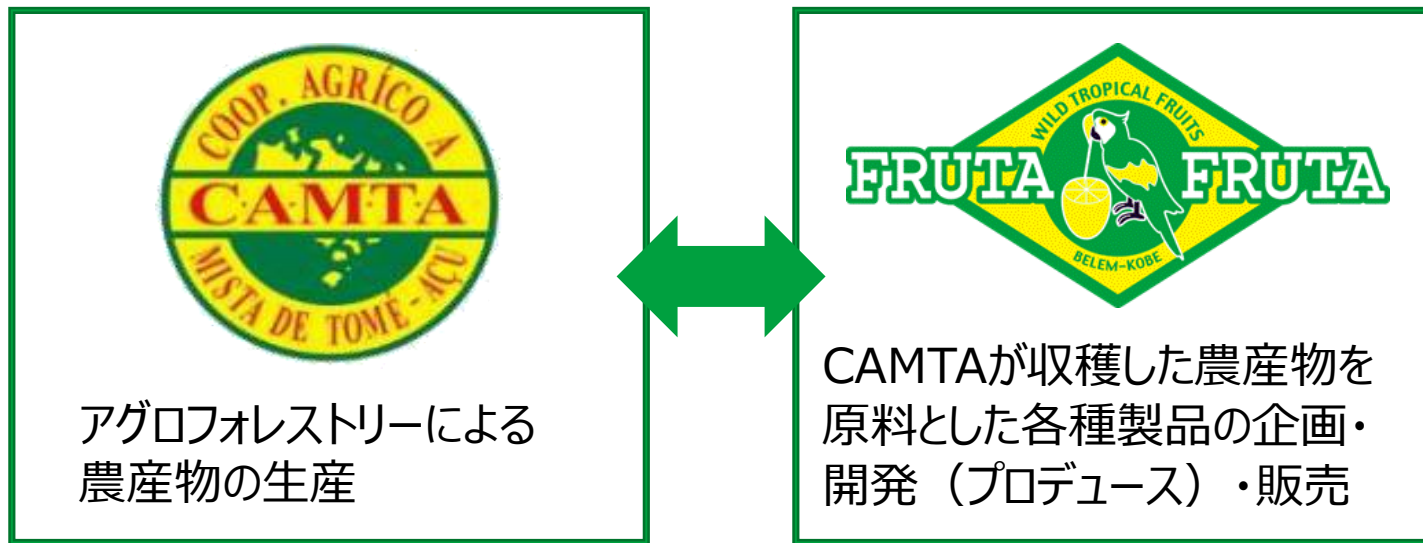 COOP. AGRÍCO A
C·A·M·T·A
MISTA DE TOMÉ-AÇU
アグロフォレストリーによる
農産物の生産
WILD TROPICAL FRUITS
FRUTA FRUTA
BELEM-KOBE
CAMTAが収穫した農産物を
原料とした各種製品の企画・
開発（プロデュース）・販売